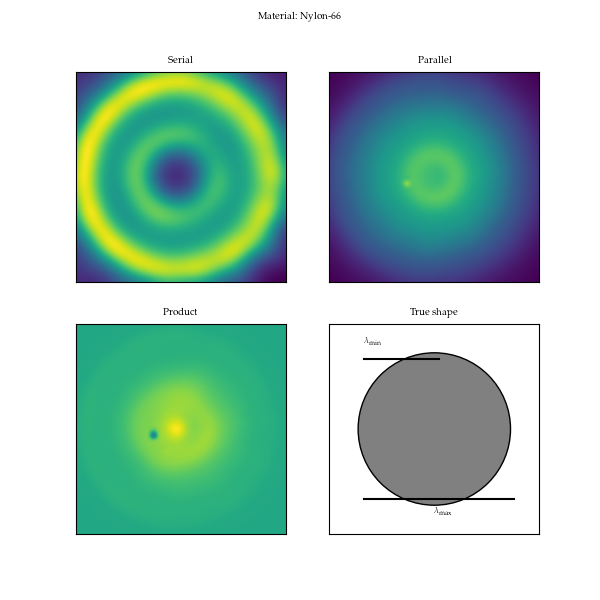 Material: Nylon-66
Serial
Parallel
Product
True shape
λmin
λmax